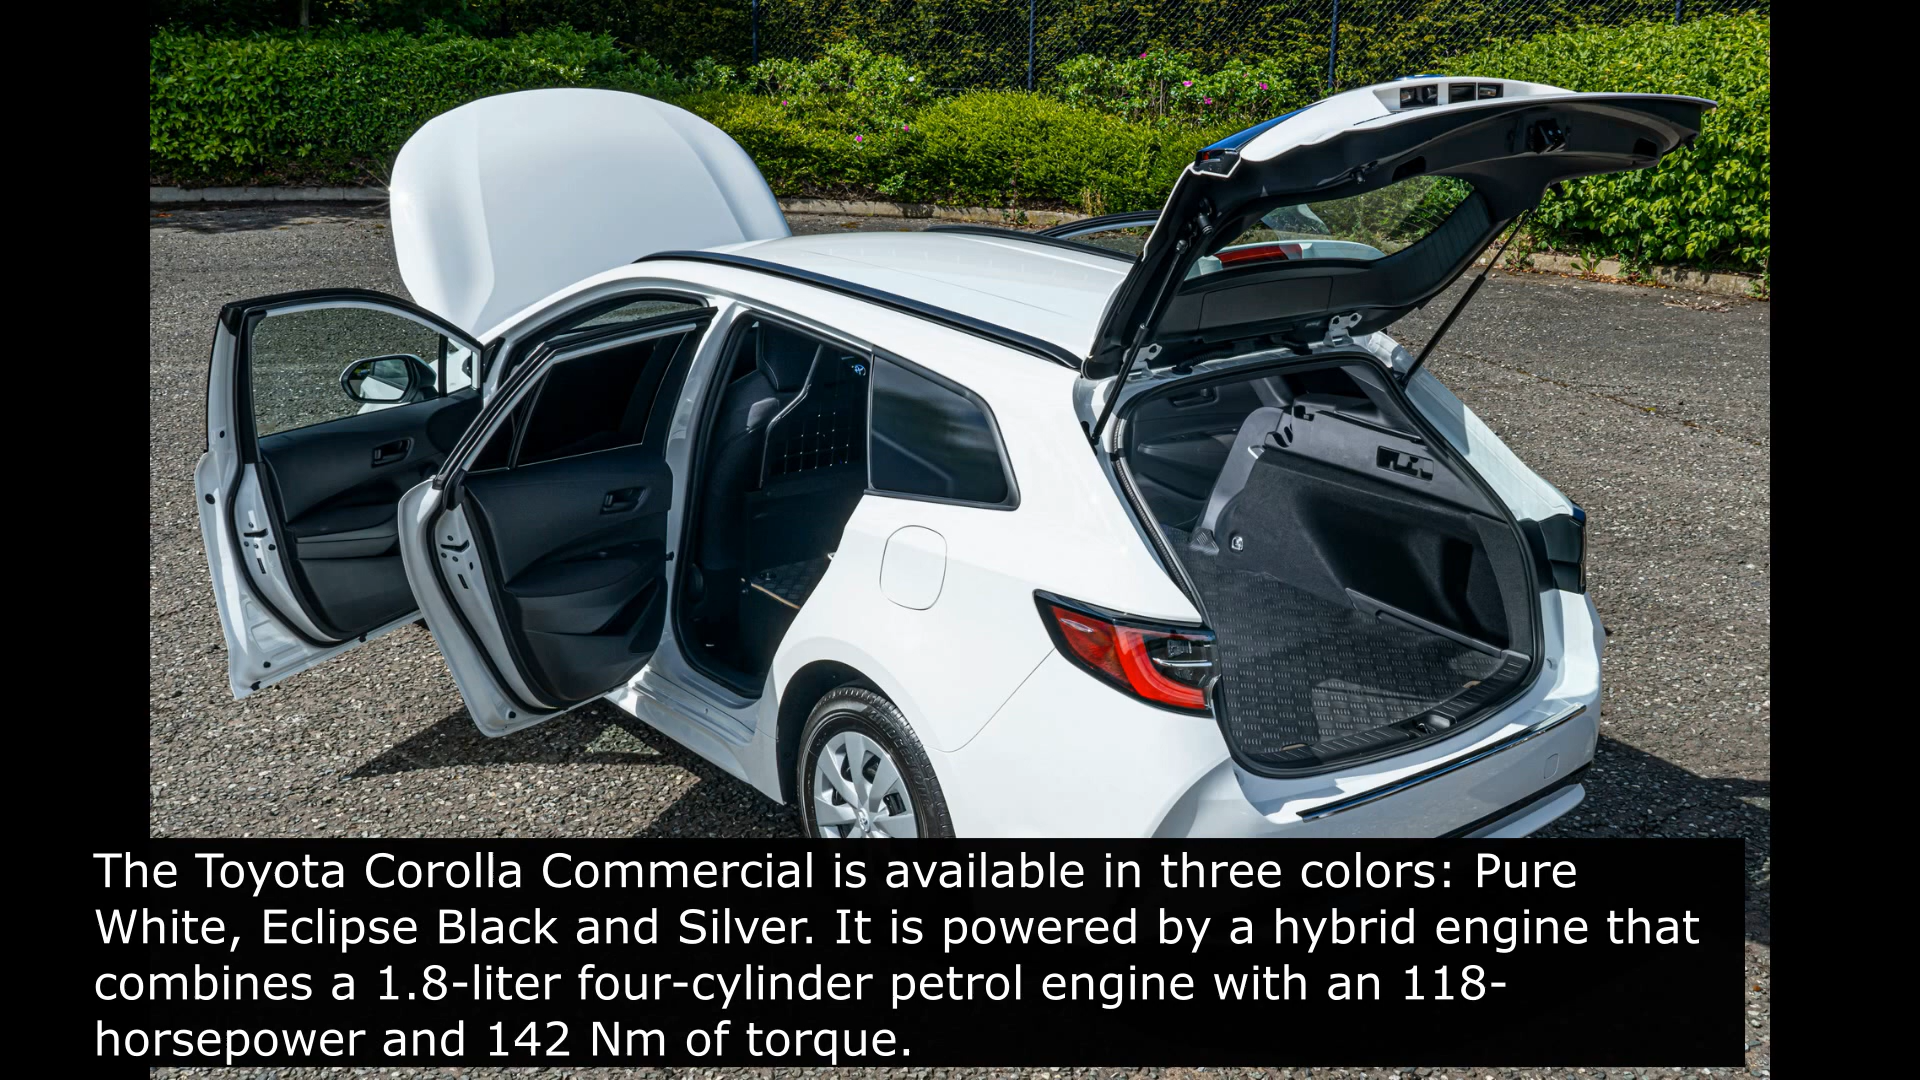 The Toyota Corolla Commercial is available in three colors: Pure
White, Eclipse Black and Silver. It is powered by a hybrid engine that
combines a 1.8-liter four-cylinder petrol engine with an 118-
horsepower and 142 Nm of torque.